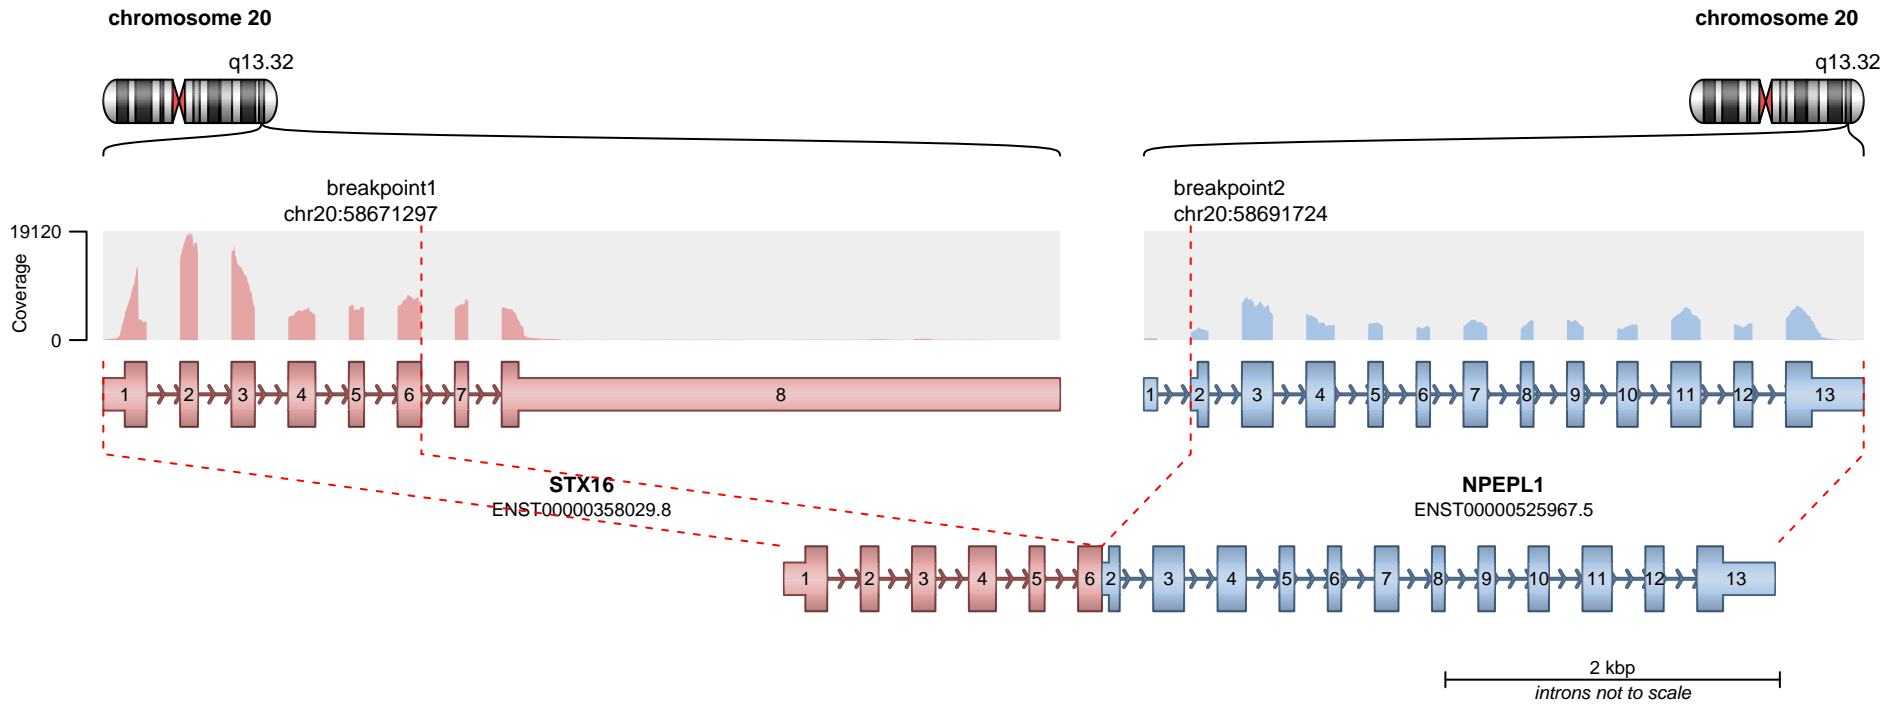 chromosome 20
chromosome 20
q13.32
q13.32
breakpoint1
chr20:58671297
breakpoint2
chr20:58691724
19120
0
Coverage
1 2 3 4 5 6 7 8
1 2 3 4 5 6 7 8 9 10 11 12 13
STX16
ENST00000358029.8
NPEPL1
ENST00000525967.5
1 2 3 4 5 6 2 3 4 5 6 7 8 9 10 11 12 13
2 kbp
introns not to scale